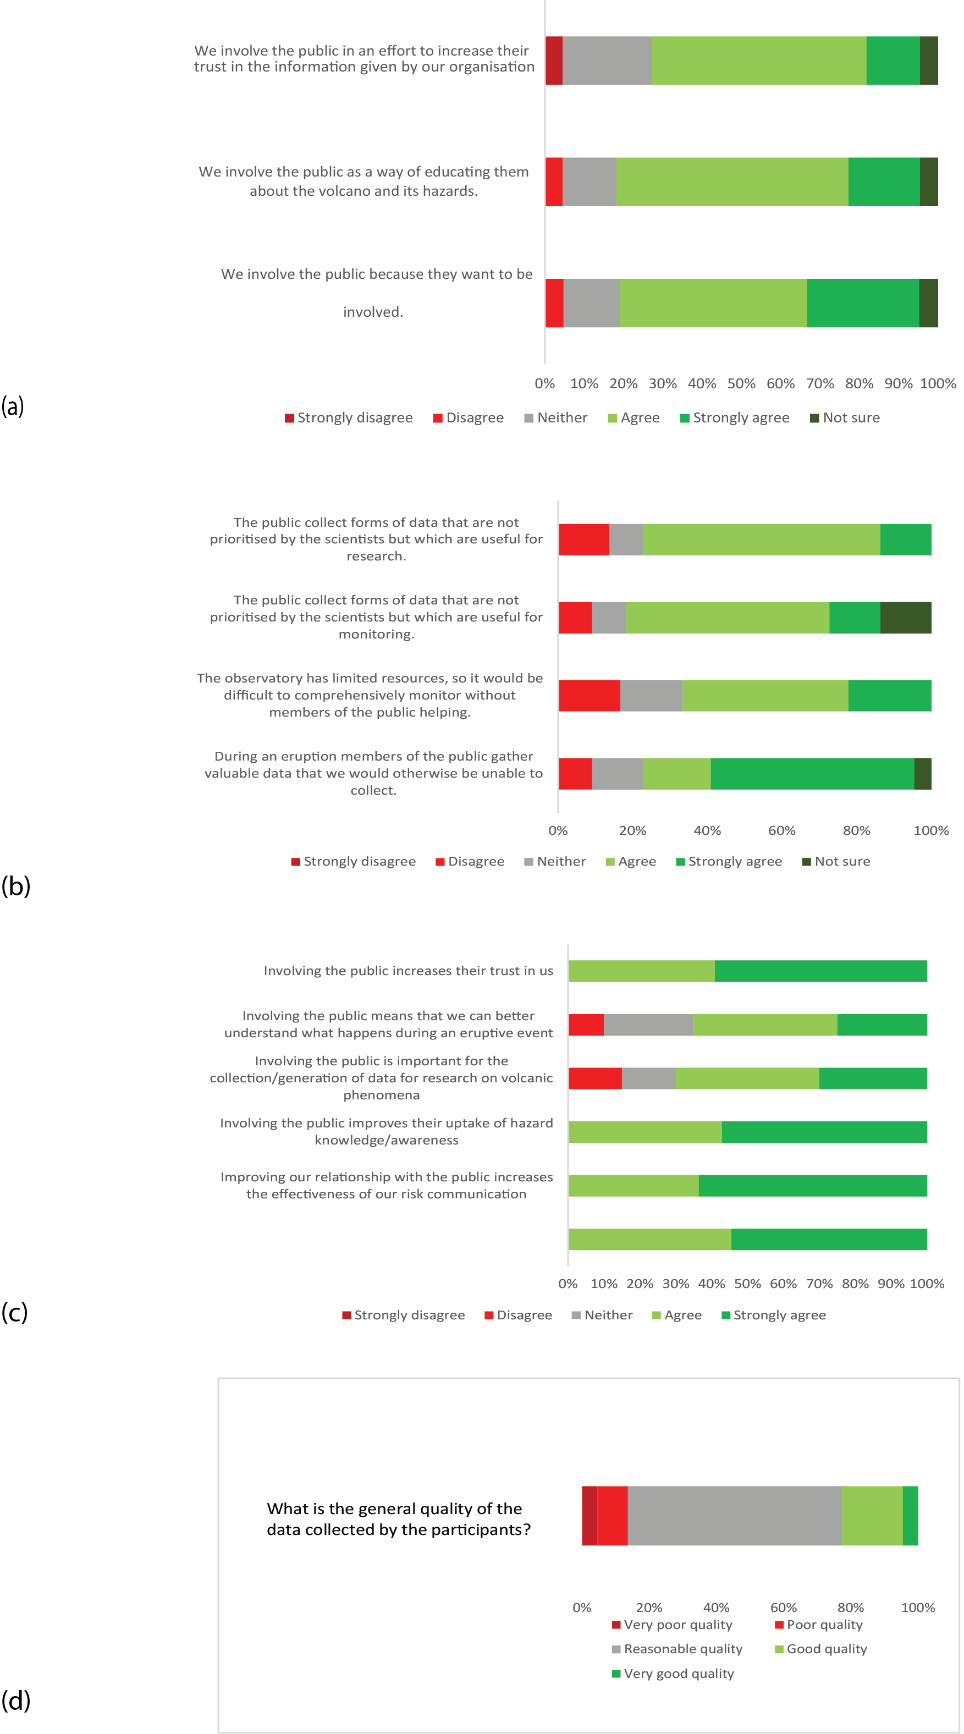 We involve the public in an effort to increase their
trust in the information given by our organisation
We involve the public as a way of educating them
about the volcano and its hazards.
We involve the public because they want to be
involved.
0% 10% 20% 30% 40% 50% 60% 70% 80% 90% 100%
(a)
Strongly disagree Disagree Neither Agree Strongly agree Not sure
The public collect forms of data that are not
prioritised by the scientists but which are useful for
research.
The public collect forms of data that are not
prioritised by the scientists but which are useful for
monitoring.
The observatory has limited resources, so it would be
difficult to comprehensively monitor without
members of the public helping.
During an eruption members of the public gather
valuable data that we would otherwise be unable to
collect.
0% 20% 40% 60% 80% 100%
Strongly disagree Disagree Neither Agree Strongly agree Not sure
(b)
Involving the public increases their trust in us
Involving the public means that we can better
understand what happens during an eruptive event
Involving the public is important for the
collection/generation of data for research on volcanic
phenomena
Involving the public improves their uptake of hazard
knowledge/awareness
Improving our relationship with the public increases
the effectiveness of our risk communication
0% 10% 20% 30% 40% 50% 60% 70% 80% 90% 100%
(c)
Strongly disagree Disagree Neither Agree Strongly agree
What is the general quality of the
data collected by the participants?
0% 20% 40% 60% 80% 100%
Very poor quality Poor quality
Reasonable quality Good quality
Very good quality
(d)